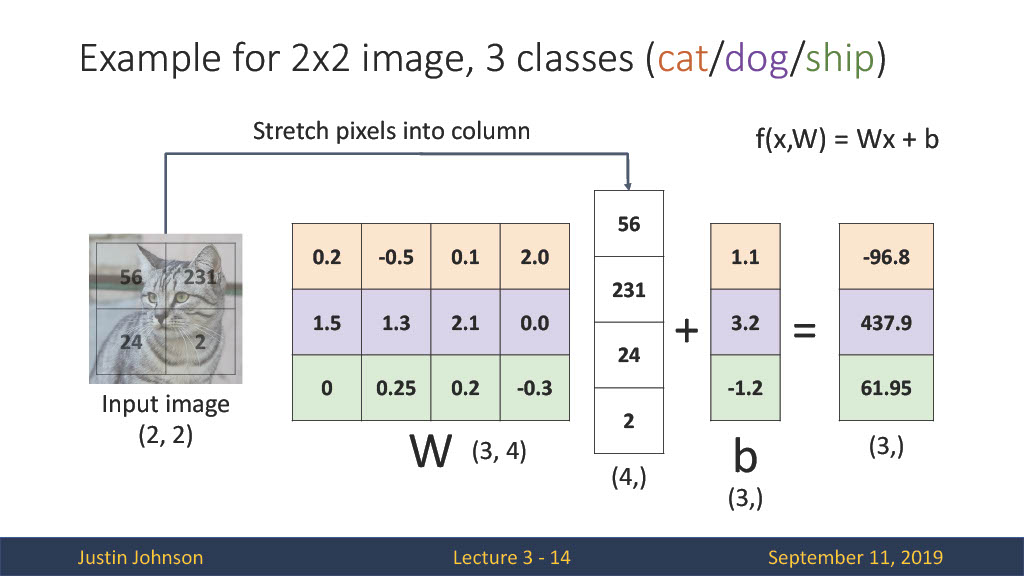 Example for 2x2 image, 3 classes (cat/dog/ship)
Stretch pixels into column
f(x,W) = Wx + b
56 231
24 2
Input image
(2, 2)
0.2 -0.5 0.1 2.0
1.5 1.3 2.1 0.0
0 0.25 0.2 -0.3
W (3, 4)
56
231
24
2
(4,)
+
1.1
3.2
-1.2
b
(3,)
=
-96.8
437.9
61.95
(3,)
Justin Johnson Lecture 3 - 14 September 11, 2019